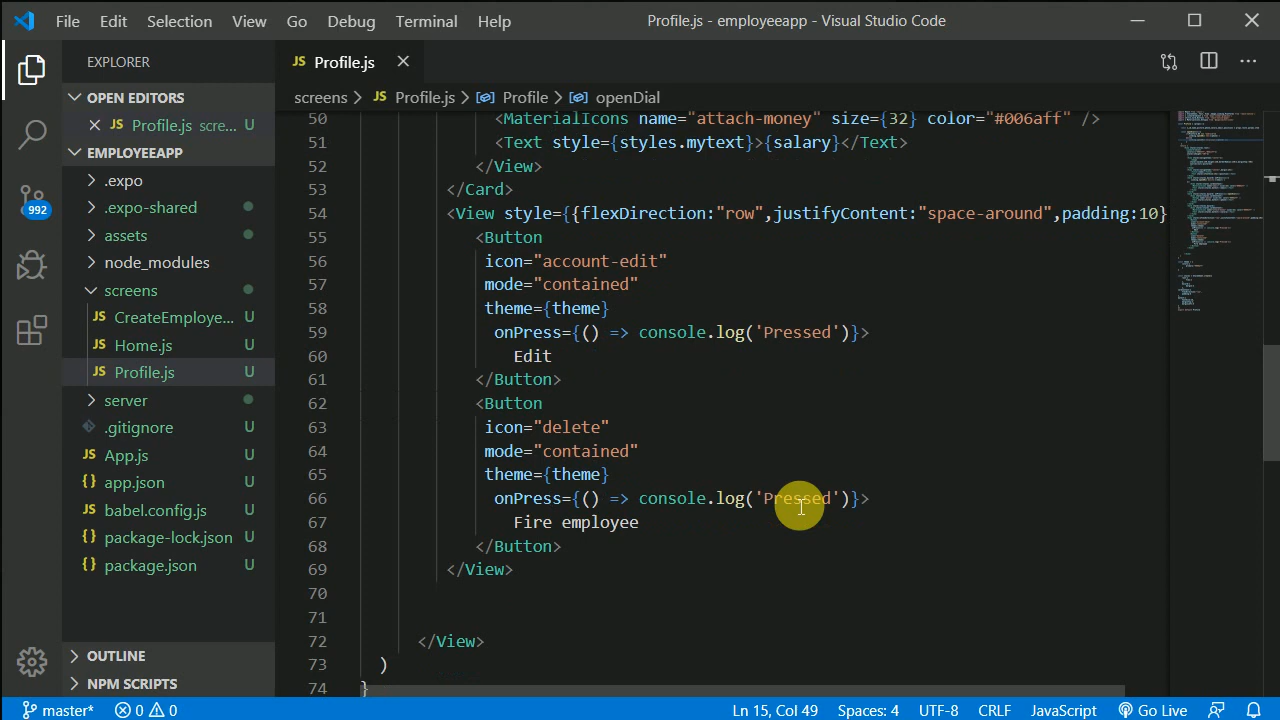 File Edit Selection View Go Debug Terminal Help Profile.js - employeeapp - Visual Studio Code
EXPLORER
JS Profile.js
OPEN EDITORS
JS Profile.js scre... U
screens > JS Profile.js > Profile > openDial
EMPLOYEEAPP
.expo
.expo-shared
assets
node_modules
screens
JS CreateEmploye... U
JS Home.js U
JS Profile.js U
server
.gitignore U
JS App.js U
{} app.json U
JS babel.config.js U
{} package-lock.json U
{} package.json U
OUTLINE
NPM SCRIPTS
992
50 <MaterialIcons name="attach-money" size={32} color="#006aff" />
51 <Text style={styles.mytext}>{salary}</Text>
52 </View>
53 </Card>
54 <View style={{flexDirection:"row",justifyContent:"space-around",padding:10}
55 <Button
56 icon="account-edit"
57 mode="contained"
58 theme={theme}
59 onPress={() => console.log('Pressed')}>
60 Edit
61 </Button>
62 <Button
63 icon="delete"
64 mode="contained"
65 theme={theme}
66 onPress={() => console.log('Pressed')}>
67 Fire employee
68 </Button>
69 </View>
70
71
72 </View>
73 )
74 }
master* 0 0 Ln 15, Col 49 Spaces: 4 UTF-8 CRLF JavaScript Go Live